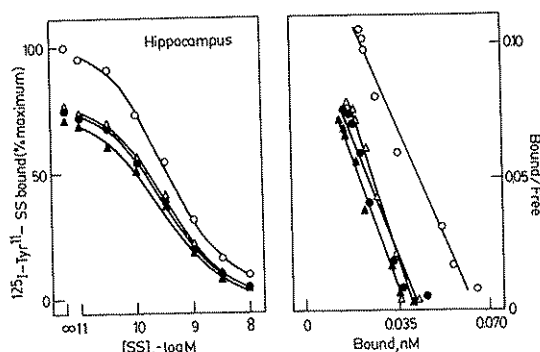 Hippocampus
100
50
0
¹²⁵I-Tyr¹¹- SS bound (% maximum)
∞ 11 10 9 8
[SS] -logM
0.10
0.05
0
Bound/Free
0 0.035 0.070
Bound, nM